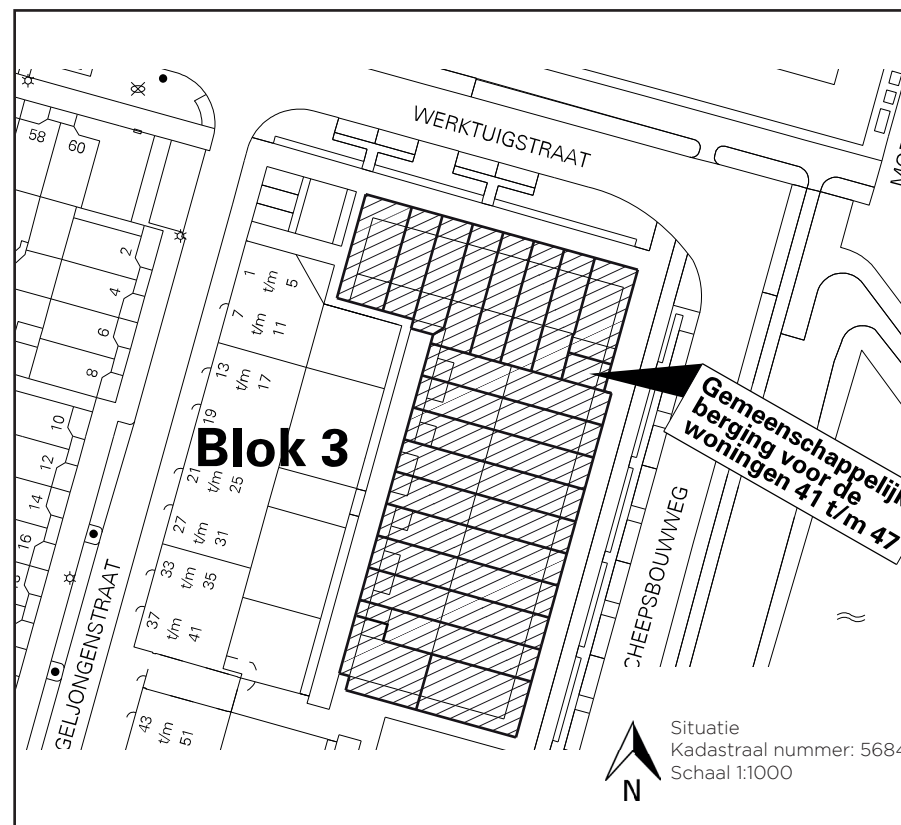 WERKTUIGSTRAAT
58
60
2
4
6
8
10
12
14
16
1
t/m
5
7
t/m
11
13
t/m
17
19
Blok 3
21
t/m
25
27
t/m
31
33
t/m
35
37
t/m
41
43
t/m
51
GELJONGENSTRAAT
CHEEPSBOUWWEG
Gemeenschappelijk
berging voor de
woningen 41 t/m 47
N
Situatie
Kadastraal nummer: 5684
Schaal 1:1000